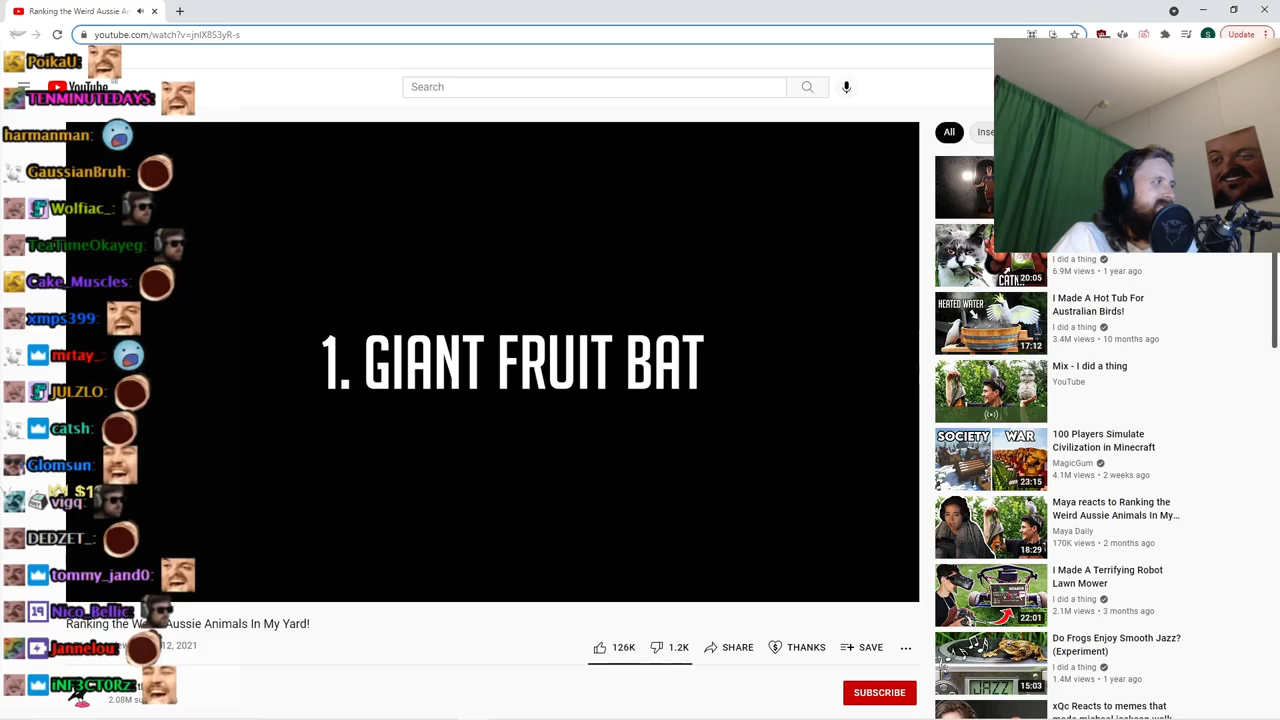 Ranking the Weird Aussie An
youtube.com/watch?v=jnIX8S3yR-s
Update
YouTube
SE
Search
PoikaU:
TENMINUTEDAYS:
harmanman:
GaussianBruh:
Wolfiac_:
TeaTimeOkayeg:
Cake_Muscles:
xmps399:
mrtay_:
JULZLO:
catsh:
Glomsun:
vigq:
DEDZET_:
tommy_jand0:
Nico_Bellic:
Jannelou:
iNF3CT0Rz:
1. GIANT FRUIT BAT
Ranking the Weird Aussie Animals In My Yard!
12, 2021
126K
1.2K
SHARE
THANKS
SAVE
2.08M
SUBSCRIBE
All
20:05
I did a thing
6.9M views • 1 year ago
HEATED WATER
17:12
I Made A Hot Tub For
Australian Birds!
I did a thing
3.4M views • 10 months ago
Mix - I did a thing
YouTube
SOCIETY
WAR
23:15
100 Players Simulate
Civilization in Minecraft
MagicGum
4.1M views • 2 weeks ago
18:29
Maya reacts to Ranking the
Weird Aussie Animals In My...
Maya Daily
170K views • 2 months ago
22:01
I Made A Terrifying Robot
Lawn Mower
I did a thing
2.1M views • 3 months ago
JAZZ
15:03
Do Frogs Enjoy Smooth Jazz?
(Experiment)
I did a thing
1.4M views • 1 year ago
xQc Reacts to memes that